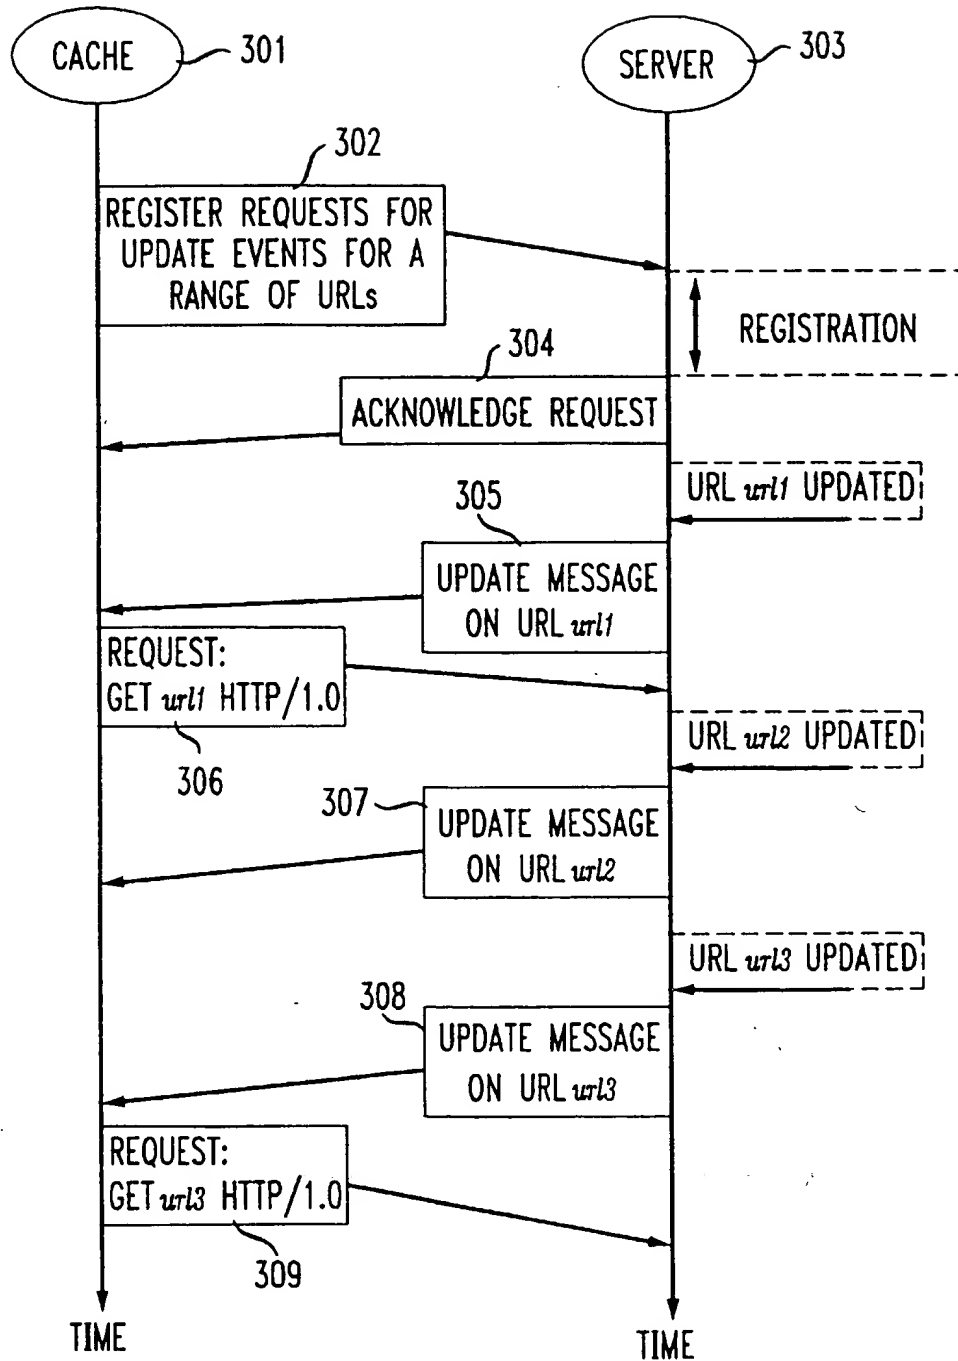 CACHE
301
SERVER
303
302
REGISTER REQUESTS FOR
UPDATE EVENTS FOR A
RANGE OF URLs
REGISTRATION
304
ACKNOWLEDGE REQUEST
URL url1 UPDATED
305
UPDATE MESSAGE
ON URL url1
REQUEST:
GET url1 HTTP/1.0
306
URL url2 UPDATED
307
UPDATE MESSAGE
ON URL url2
URL url3 UPDATED
308
UPDATE MESSAGE
ON URL url3
REQUEST:
GET url3 HTTP/1.0
309
TIME
TIME